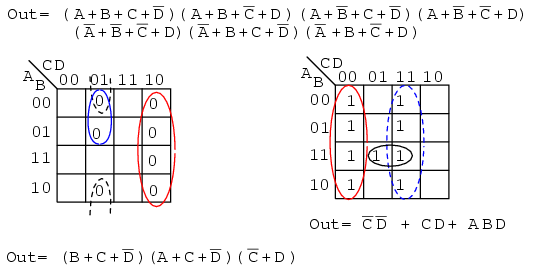 Out= (A+B+C+D̅)(A+B+C̅+D)(A+B̅+C+D̅)(A+B̅+C̅+D)
(A̅+B̅+C̅+D)(A̅+B+C+D̅)(A̅+B+C̅+D)
CD
A B 00 01 11 10
00 0 0
01 0 0
11 0
10 0 0
CD
A B 00 01 11 10
00 1 1
01 1 1
11 1 1 1
10 1 1
Out= C̅D̅ + CD+ ABD
Out= (B+C+D̅)(A+C+D̅)(C̅+D)